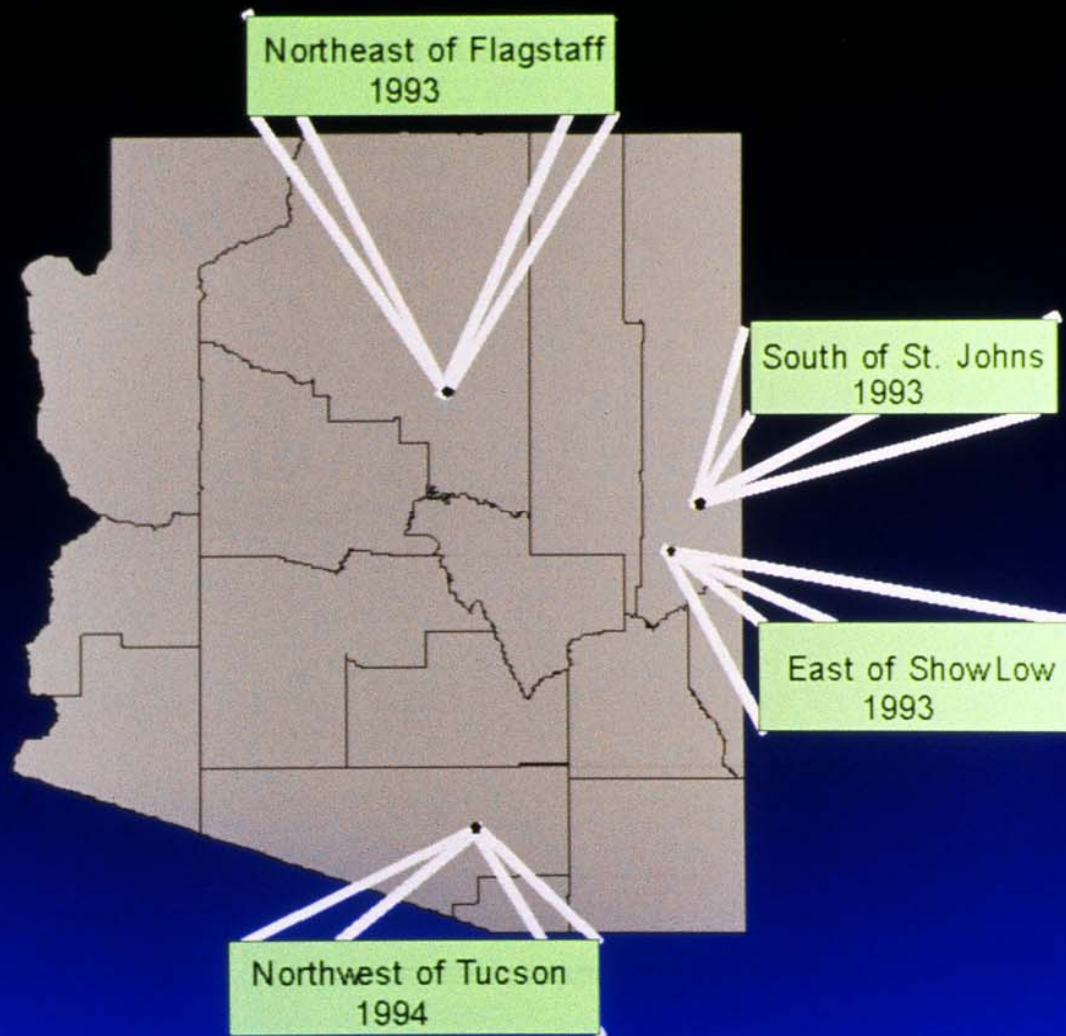 Northeast of Flagstaff
1993
South of St. Johns
1993
East of ShowLow
1993
Northwest of Tucson
1994